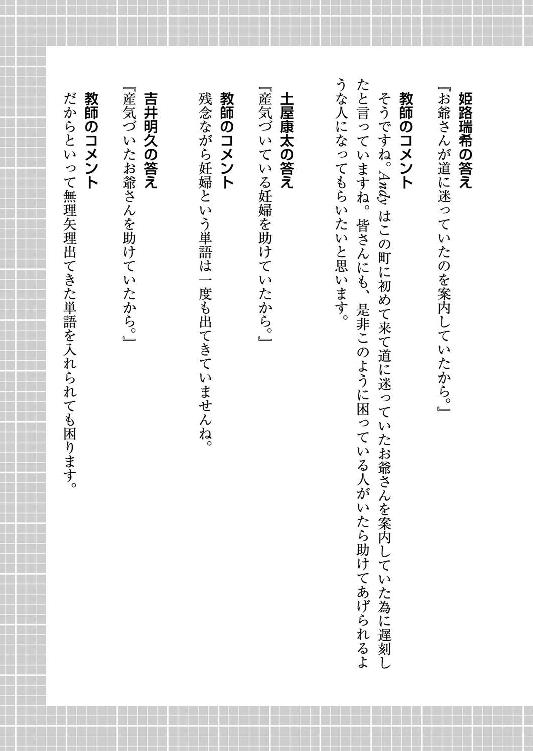 姫路瑞希の答え
『お爺さんが道に迷っていたのを案内していたから。』
教師のコメント
そうですね。Andyはこの町に初めて来て道に迷っていたお爺さんを案内していた為に遅刻し
たと言っていますね。皆さんにも、是非このように困っている人がいたら助けてあげられるよ
うな人になってもらいたいと思います。
土屋康太の答え
『産気づいている妊婦を助けていたから。』
教師のコメント
残念ながら妊婦という単語は一度も出てきていませんね。
吉井明久の答え
『産気づいたお爺さんを助けていたから。』
教師のコメント
だからといって無理矢理出てきた単語を入れられても困ります。